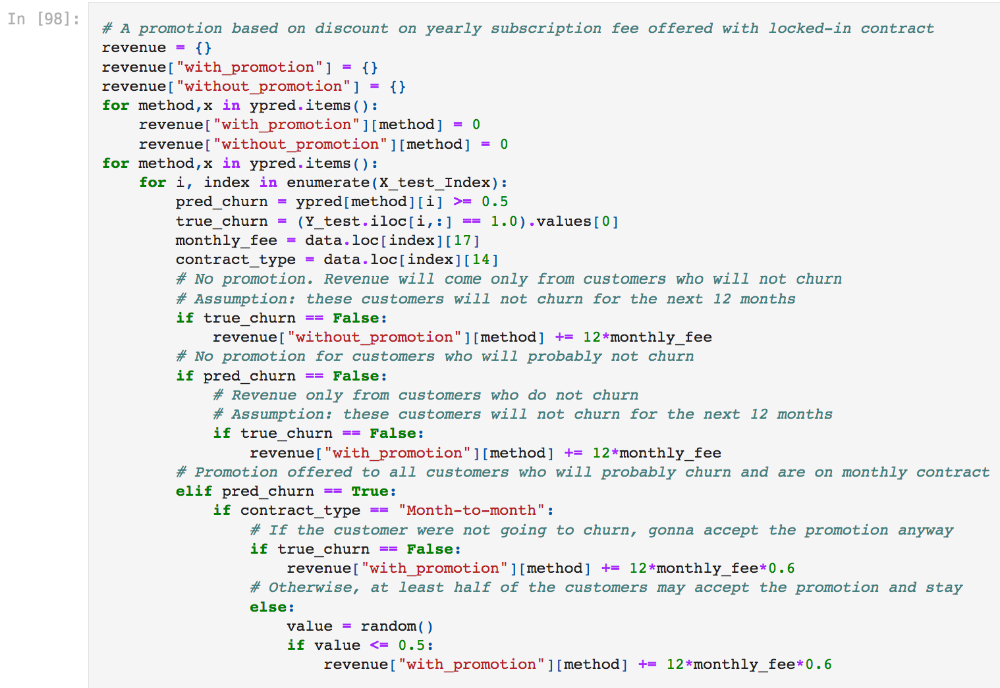 In [98]:
# A promotion based on discount on yearly subscription fee offered with locked-in contract
revenue = {}
revenue["with_promotion"] = {}
revenue["without_promotion"] = {}
for method,x in ypred.items():
    revenue["with_promotion"][method] = 0
    revenue["without_promotion"][method] = 0
for method,x in ypred.items():
    for i, index in enumerate(X_test_Index):
        pred_churn = ypred[method][i] >= 0.5
        true_churn = (Y_test.iloc[i,:] == 1.0).values[0]
        monthly_fee = data.loc[index][17]
        contract_type = data.loc[index][14]
        # No promotion. Revenue will come only from customers who will not churn
        # Assumption: these customers will not churn for the next 12 months
        if true_churn == False:
            revenue["without_promotion"][method] += 12*monthly_fee
        # No promotion for customers who will probably not churn
        if pred_churn == False:
            # Revenue only from customers who do not churn
            # Assumption: these customers will not churn for the next 12 months
            if true_churn == False:
                revenue["with_promotion"][method] += 12*monthly_fee
        # Promotion offered to all customers who will probably churn and are on monthly contract
        elif pred_churn == True:
            if contract_type == "Month-to-month":
                # If the customer were not going to churn, gonna accept the promotion anyway
                if true_churn == False:
                    revenue["with_promotion"][method] += 12*monthly_fee*0.6
                # Otherwise, at least half of the customers may accept the promotion and stay
                else:
                    value = random()
                    if value <= 0.5:
                        revenue["with_promotion"][method] += 12*monthly_fee*0.6